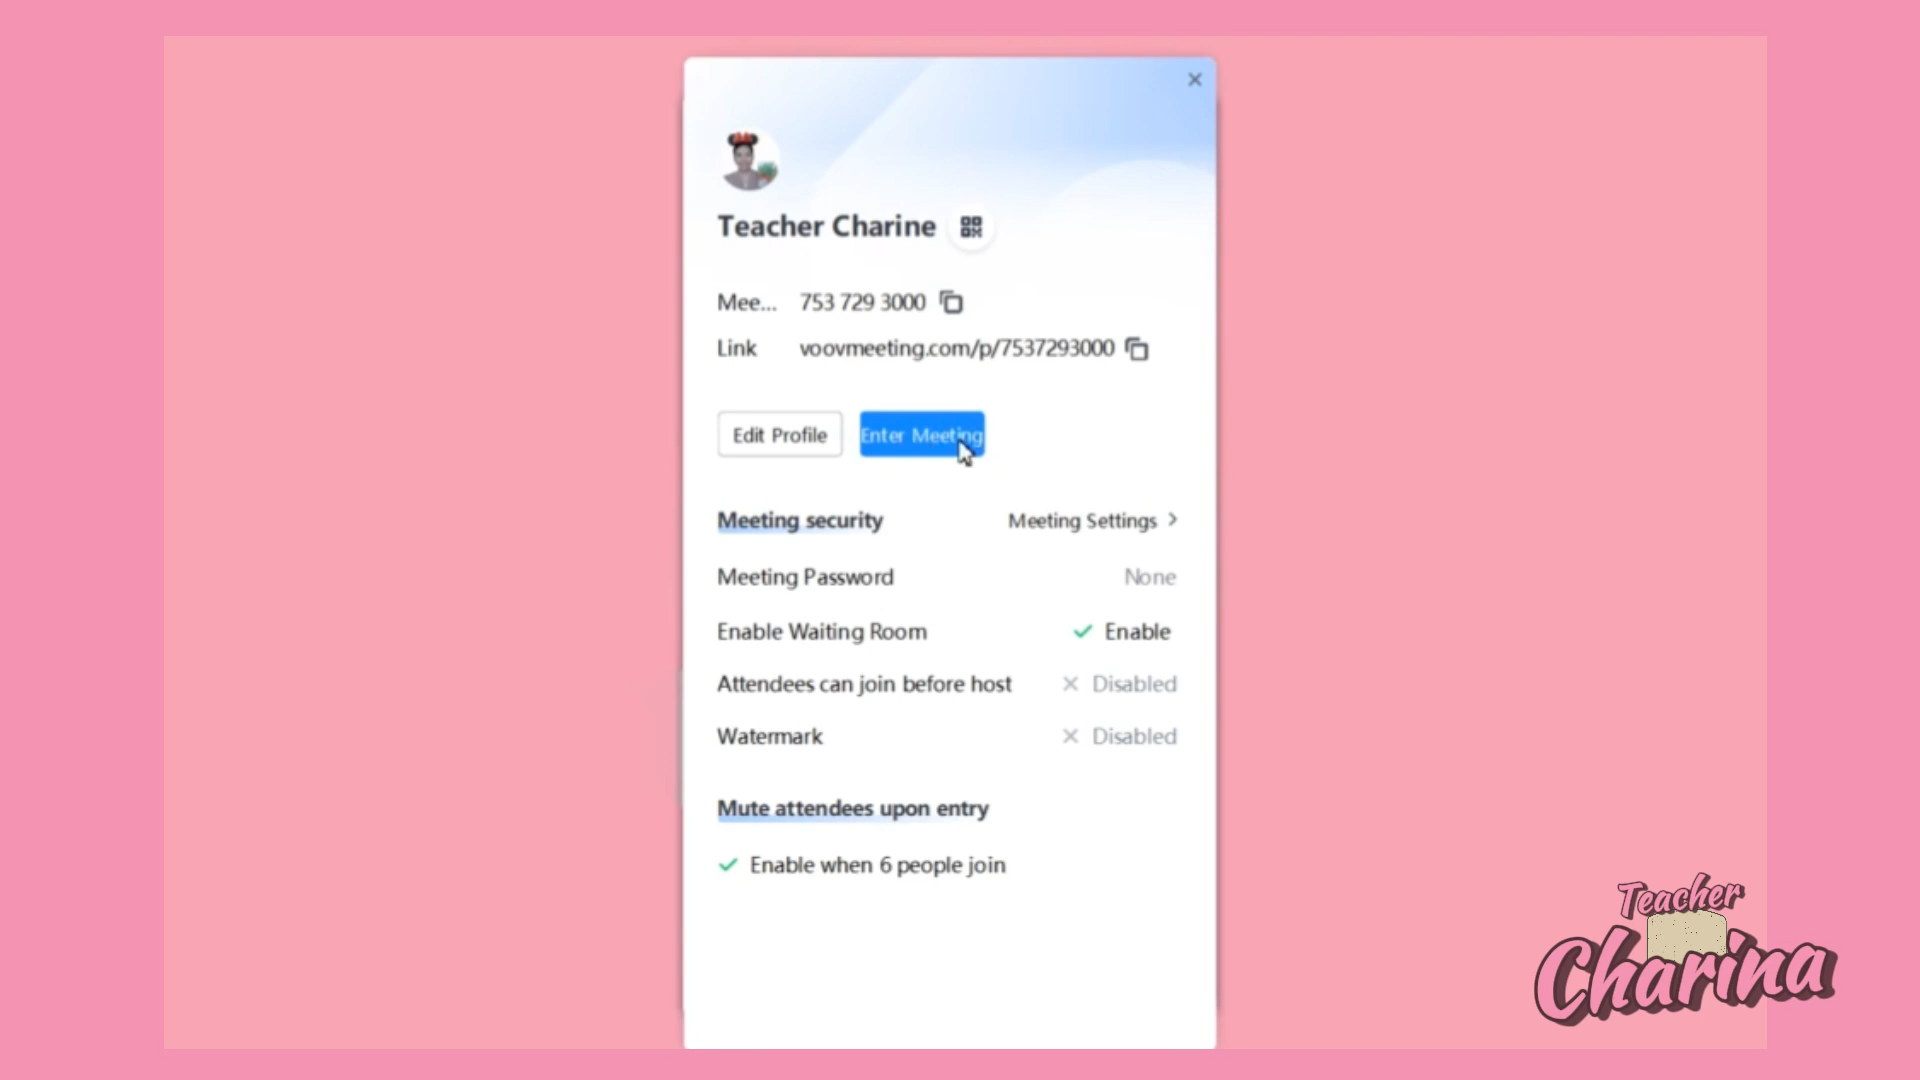 Teacher Charine
Mee... 753 729 3000
Link voovmeeting.com/p/7537293000
Edit Profile Enter Meeting
Meeting security Meeting Settings >
Meeting Password None
Enable Waiting Room Enable
Attendees can join before host Disabled
Watermark Disabled
Mute attendees upon entry
Enable when 6 people join
Teacher
Charina